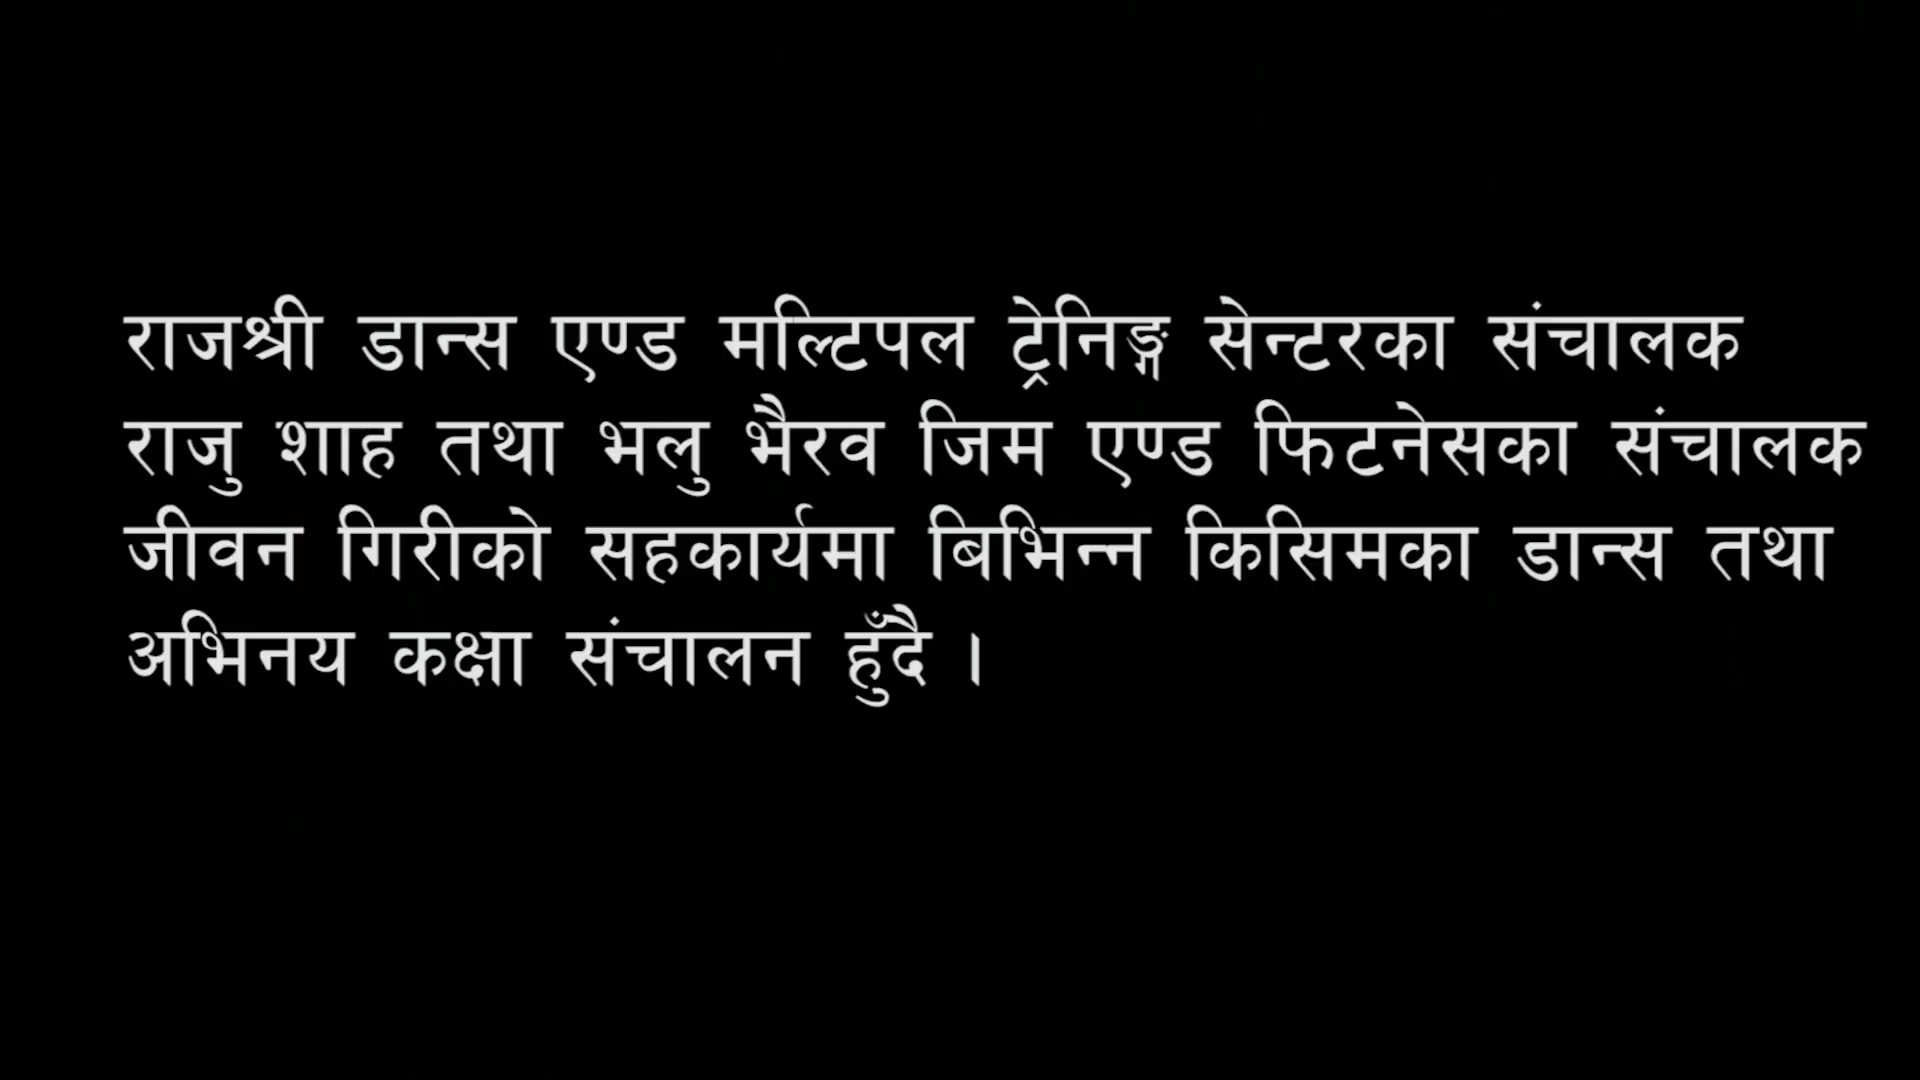 राजश्री डान्स एण्ड मल्टिपल ट्रेनिङ्ग सेन्टरका संचालक
राजु शाह तथा भलु भैरव जिम एण्ड फिटनेसका संचालक
जीवन गिरीको सहकार्यमा बिभिन्न किसिमका डान्स तथा
अभिनय कक्षा संचालन हुँदै ।